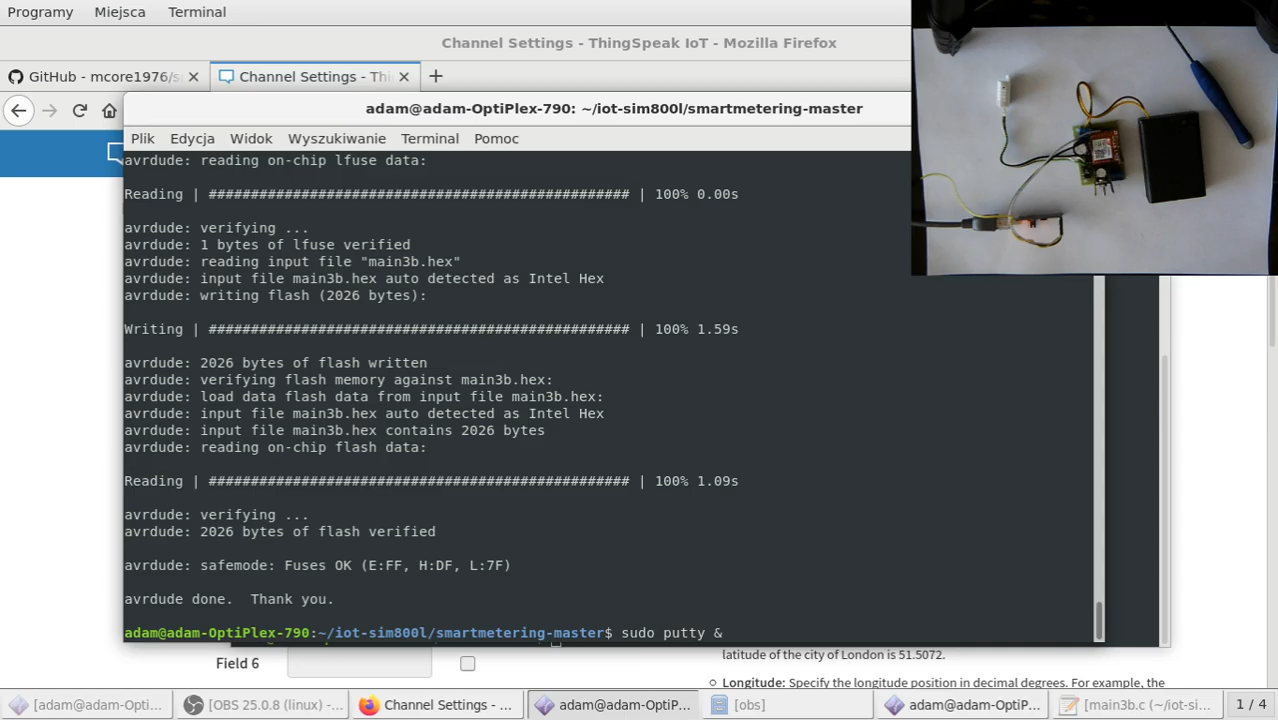 Programy Miejsca Terminal
Channel Settings - ThingSpeak IoT - Mozilla Firefox
GitHub - mcore1976/s × Channel Settings - Thi × +
adam@adam-OptiPlex-790: ~/iot-sim800l/smartmetering-master
Plik Edycja Widok Wyszukiwanie Terminal Pomoc
avrdude: reading on-chip lfuse data:
Reading | ################################################## | 100% 0.00s
avrdude: verifying ...
avrdude: 1 bytes of lfuse verified
avrdude: reading input file "main3b.hex"
avrdude: input file main3b.hex auto detected as Intel Hex
avrdude: writing flash (2026 bytes):
Writing | ################################################## | 100% 1.59s
avrdude: 2026 bytes of flash written
avrdude: verifying flash memory against main3b.hex:
avrdude: load data flash data from input file main3b.hex:
avrdude: input file main3b.hex auto detected as Intel Hex
avrdude: input file main3b.hex contains 2026 bytes
avrdude: reading on-chip flash data:
Reading | ################################################## | 100% 1.09s
avrdude: verifying ...
avrdude: 2026 bytes of flash verified
avrdude: safemode: Fuses OK (E:FF, H:DF, L:7F)
avrdude done.  Thank you.
adam@adam-OptiPlex-790:~/iot-sim800l/smartmetering-master$ sudo putty &
Field 6
latitude of the city of London is 51.5072.
Longitude: Specify the longitude position in decimal degrees. For example, the
[adam@adam-OptiPlex-... [OBS 25.0.8 (linux) -... Channel Settings -... adam@adam-OptiPlex... [obs] adam@adam-OptiPlex... [main3b.c (~/iot-si... 1 / 4